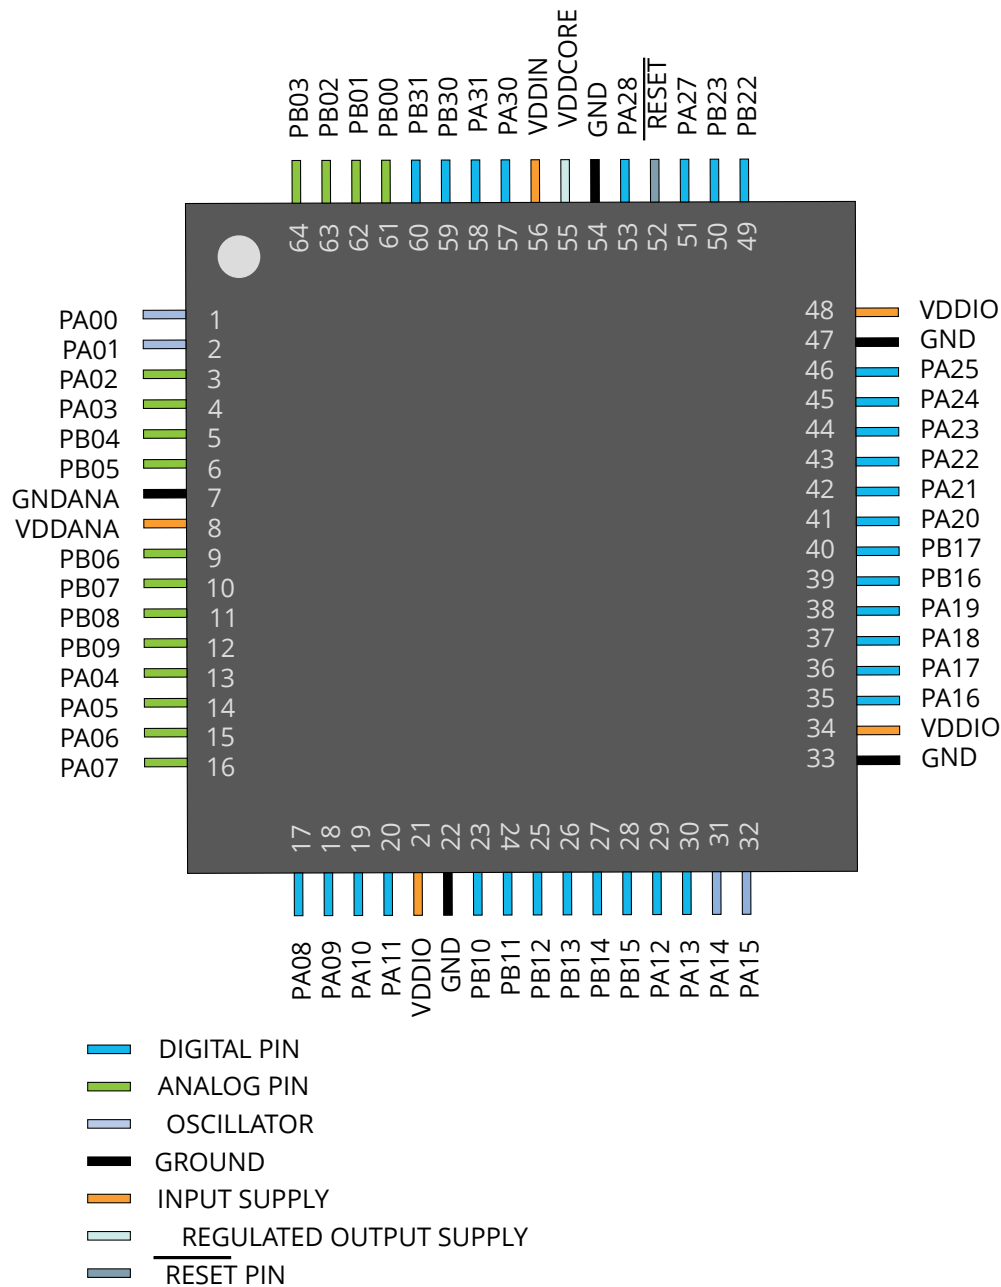 PB03 PB02 PB01 PB00 PB31 PB30 PA31 PA30 VDDIN VDDCORE GND PA28 RESET PA27 PB23 PB22
64 63 62 61 60 59 58 57 56 55 54 53 52 51 50 49
PA00 1
PA01 2
PA02 3
PA03 4
PB04 5
PB05 6
GNDANA 7
VDDANA 8
PB06 9
PB07 10
PB08 11
PB09 12
PA04 13
PA05 14
PA06 15
PA07 16
48 VDDIO
47 GND
46 PA25
45 PA24
44 PA23
43 PA22
42 PA21
41 PA20
40 PB17
39 PB16
38 PA19
37 PA18
36 PA17
35 PA16
34 VDDIO
33 GND
17 18 19 20 21 22 23 24 25 26 27 28 29 30 31 32
PA08 PA09 PA10 PA11 VDDIO GND PB10 PB11 PB12 PB13 PB14 PB15 PA12 PA13 PA14 PA15
DIGITAL PIN
ANALOG PIN
OSCILLATOR
GROUND
INPUT SUPPLY
REGULATED OUTPUT SUPPLY
RESET PIN